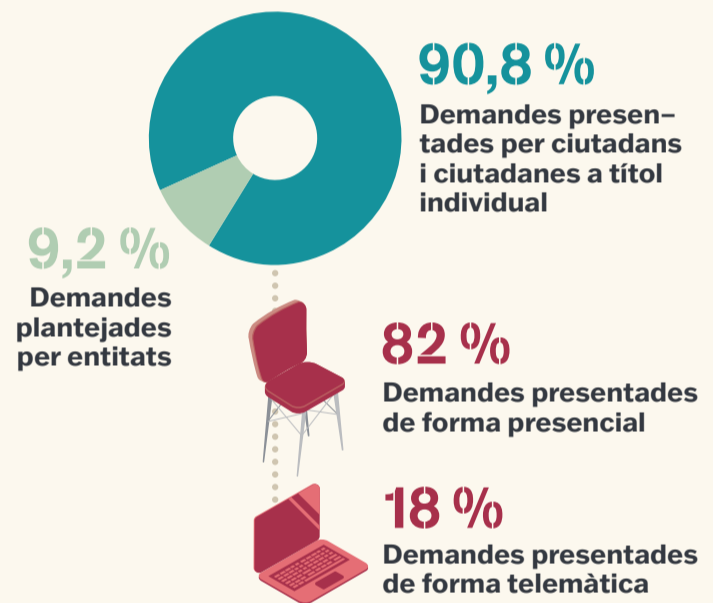 90,8 %
Demandes presen–
tades per ciutadans
i ciutadanes a títol
individual
9,2 %
Demandes
plantejades
per entitats
82 %
Demandes presentades
de forma presencial
18 %
Demandes presentades
de forma telemàtica